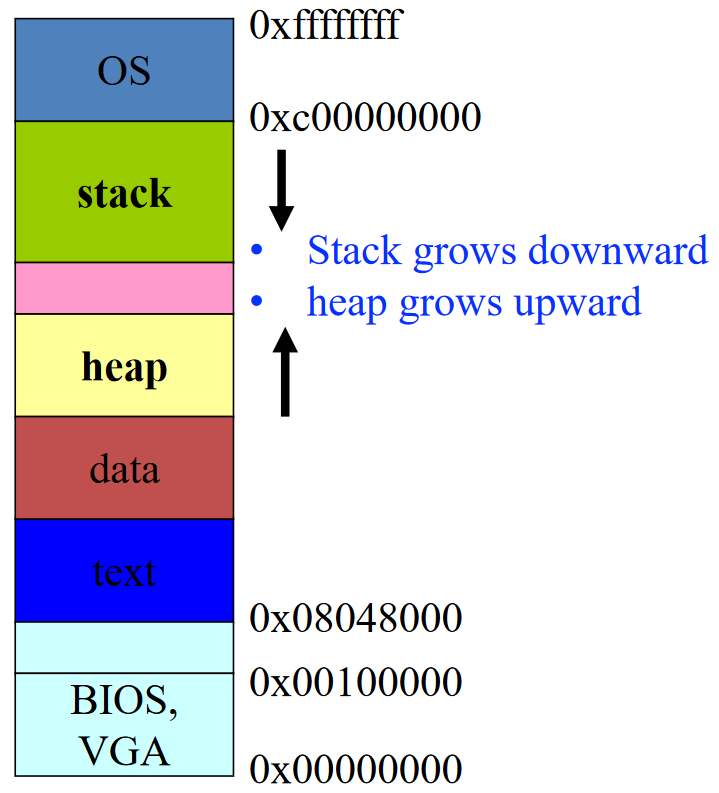 0xffffffff
OS
0xc00000000
stack
• Stack grows downward
• heap grows upward
heap
data
text
0x08048000
0x00100000
BIOS,
VGA
0x00000000